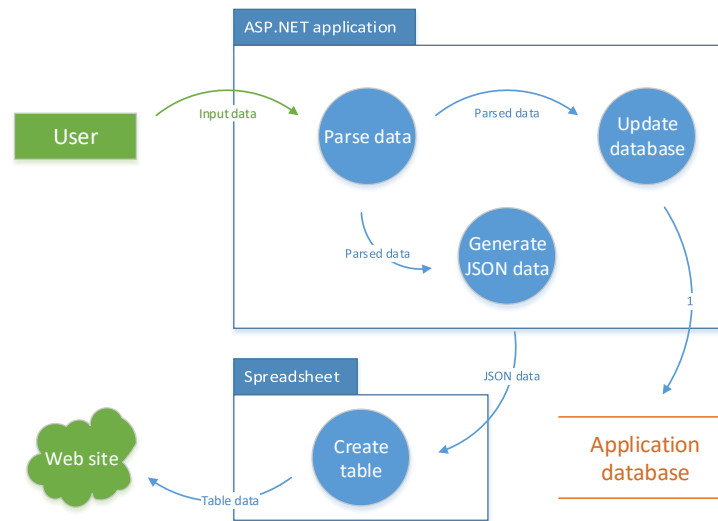 ASP.NET application
User
Input data
Parse data
Parsed data
Update
database
Parsed data
Generate
JSON data
1
Spreadsheet
JSON data
Web site
Table data
Create
table
Application
database